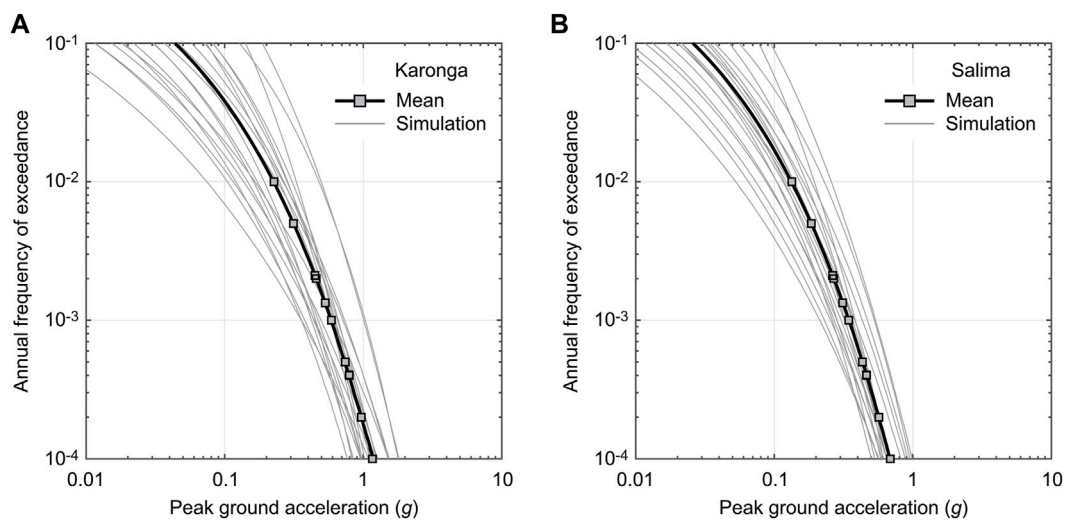 A
Karonga
Mean
Simulation
Annual frequency of exceedance
10-1
10-2
10-3
10-4
0.01
0.1
1
10
Peak ground acceleration (g)
B
Salima
Mean
Simulation
Annual frequency of exceedance
10-1
10-2
10-3
10-4
0.01
0.1
1
10
Peak ground acceleration (g)